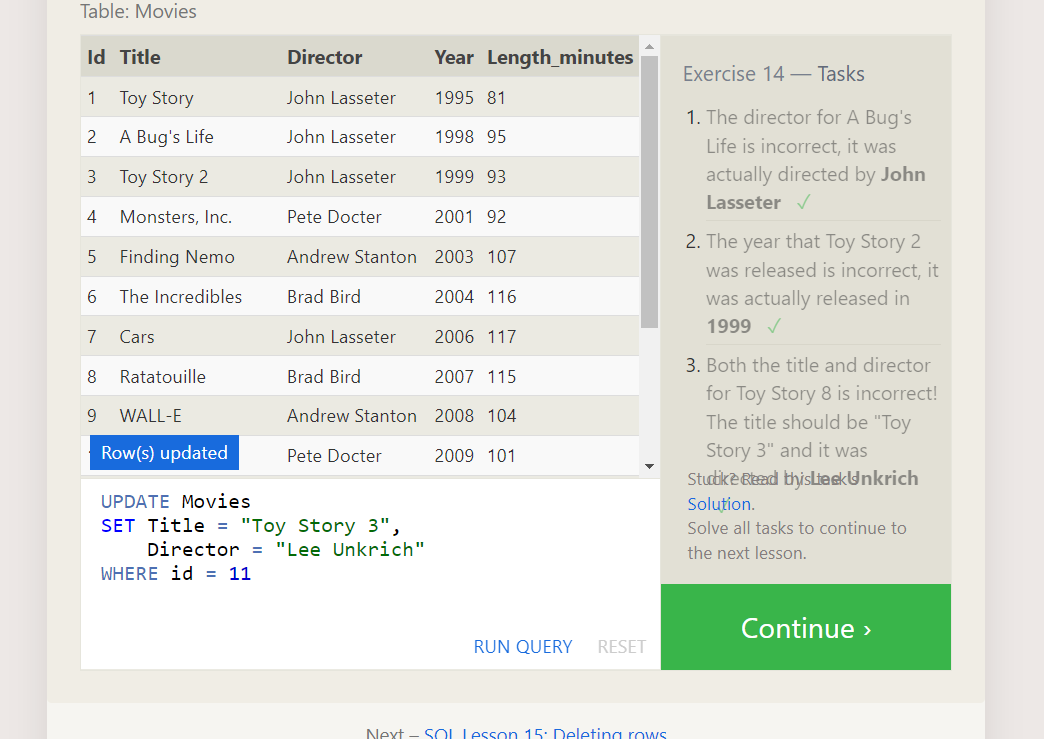 Table: Movies
Id Title Director Year Length_minutes
1 Toy Story John Lasseter 1995 81
2 A Bug's Life John Lasseter 1998 95
3 Toy Story 2 John Lasseter 1999 93
4 Monsters, Inc. Pete Docter 2001 92
5 Finding Nemo Andrew Stanton 2003 107
6 The Incredibles Brad Bird 2004 116
7 Cars John Lasseter 2006 117
8 Ratatouille Brad Bird 2007 115
9 WALL-E Andrew Stanton 2008 104
Pete Docter 2009 101
Row(s) updated
UPDATE Movies
SET Title = "Toy Story 3",
Director = "Lee Unkrich"
WHERE id = 11
RUN QUERY RESET
Exercise 14 — Tasks
1. The director for A Bug's
Life is incorrect, it was
actually directed by John
Lasseter ✓
2. The year that Toy Story 2
was released is incorrect, it
was actually released in
1999 ✓
3. Both the title and director
for Toy Story 8 is incorrect!
The title should be "Toy
Story 3" and it was
directed by Lee Unkrich
Stuck? Read this task's
Solution.
Solve all tasks to continue to
the next lesson.
Continue ›
Next – SQL Lesson 15: Deleting rows